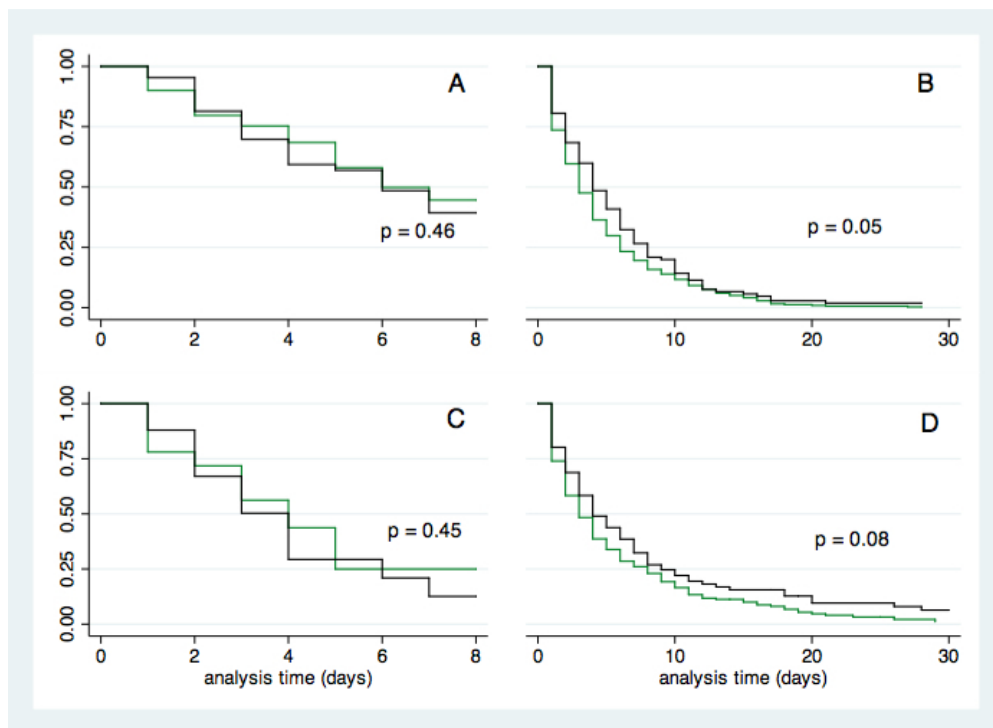 A
1.00
0.75
0.50
0.25
0.00
p = 0.46
0 2 4 6 8
B
p = 0.05
0 10 20 30
C
1.00
0.75
0.50
0.25
0.00
p = 0.45
0 2 4 6 8
analysis time (days)
D
p = 0.08
0 10 20 30
analysis time (days)